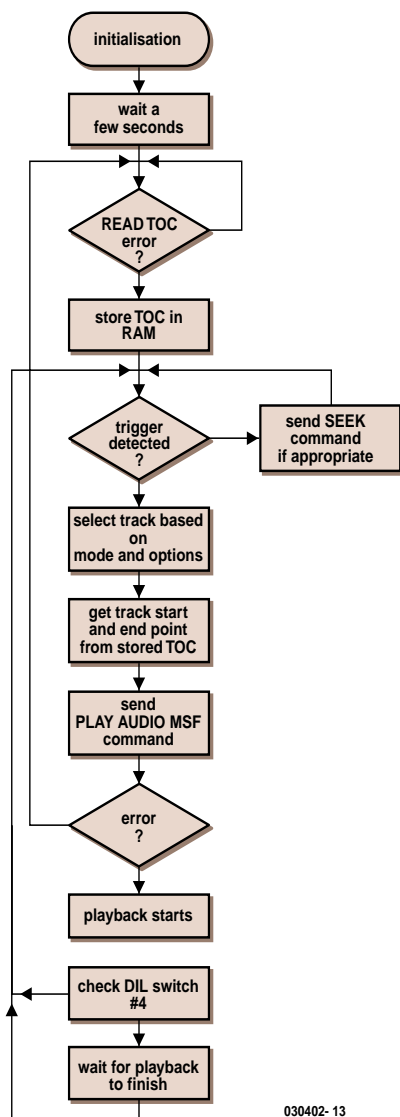 initialisation
wait a
few seconds
READ TOC
error
?
store TOC in
RAM
trigger
detected
?
send SEEK
command
if appropriate
select track based
on
mode and options
get track start
and end point
from stored TOC
send
PLAY AUDIO MSF
command
error
?
playback starts
check DIL switch
#4
wait for playback
to finish
030402- 13